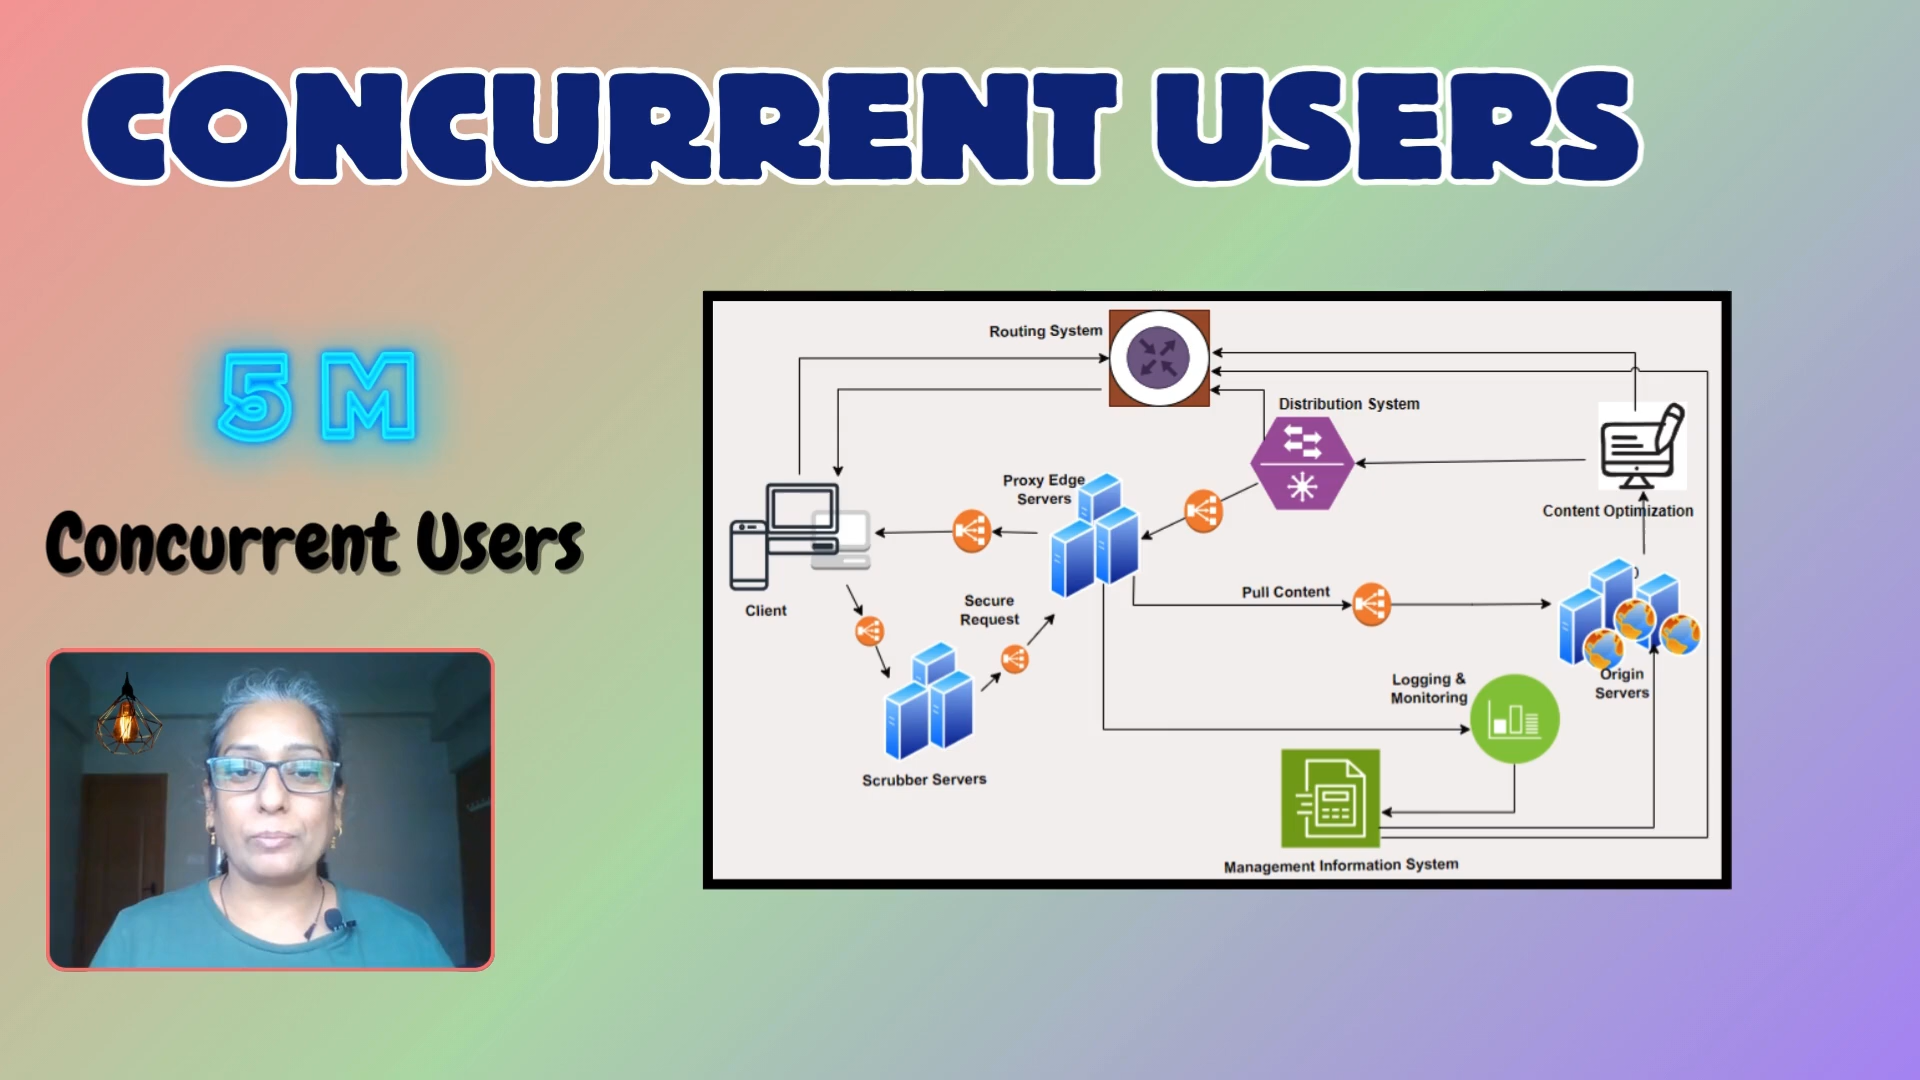 CONCURRENT USERS
5 M
Concurrent Users
Routing System
Distribution System
Proxy Edge
Servers
Content Optimization
Client
Secure
Request
Pull Content
Origin
Servers
Logging &
Monitoring
Scrubber Servers
Management Information System